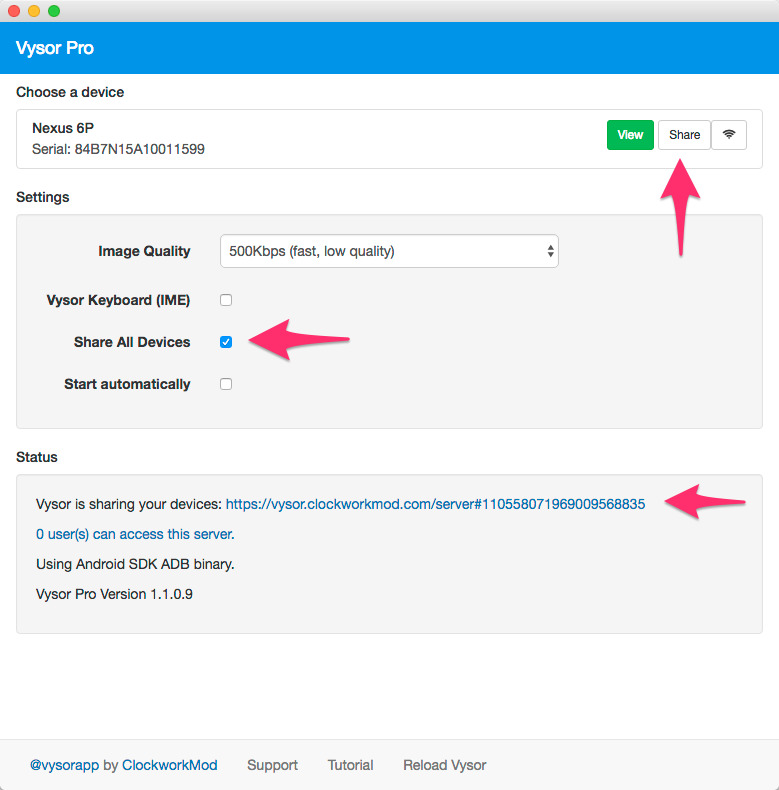 Vysor Pro
Choose a device
Nexus 6P
Serial: 84B7N15A10011599
View
Share
Settings
Image Quality
500Kbps (fast, low quality)
Vysor Keyboard (IME)
Share All Devices
Start automatically
Status
Vysor is sharing your devices: https://vysor.clockworkmod.com/server#110558071969009568835
0 user(s) can access this server.
Using Android SDK ADB binary.
Vysor Pro Version 1.1.0.9
@vysorapp by ClockworkMod Support Tutorial Reload Vysor